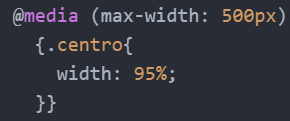 @media (max-width: 500px)
{.centro{
width: 95%;
}}